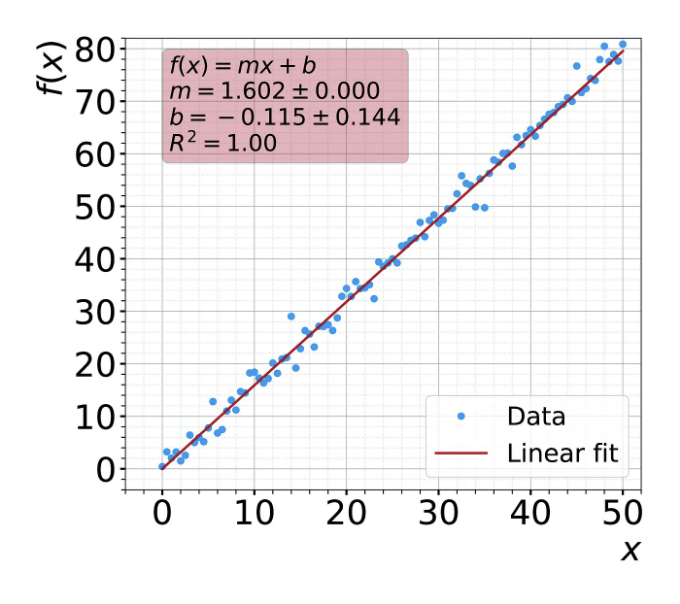 f(x)
80
70
60
50
40
30
20
10
0
f(x) = mx + b
m = 1.602 ± 0.000
b = − 0.115 ± 0.144
R² = 1.00
Data
Linear fit
0 10 20 30 40 50
x